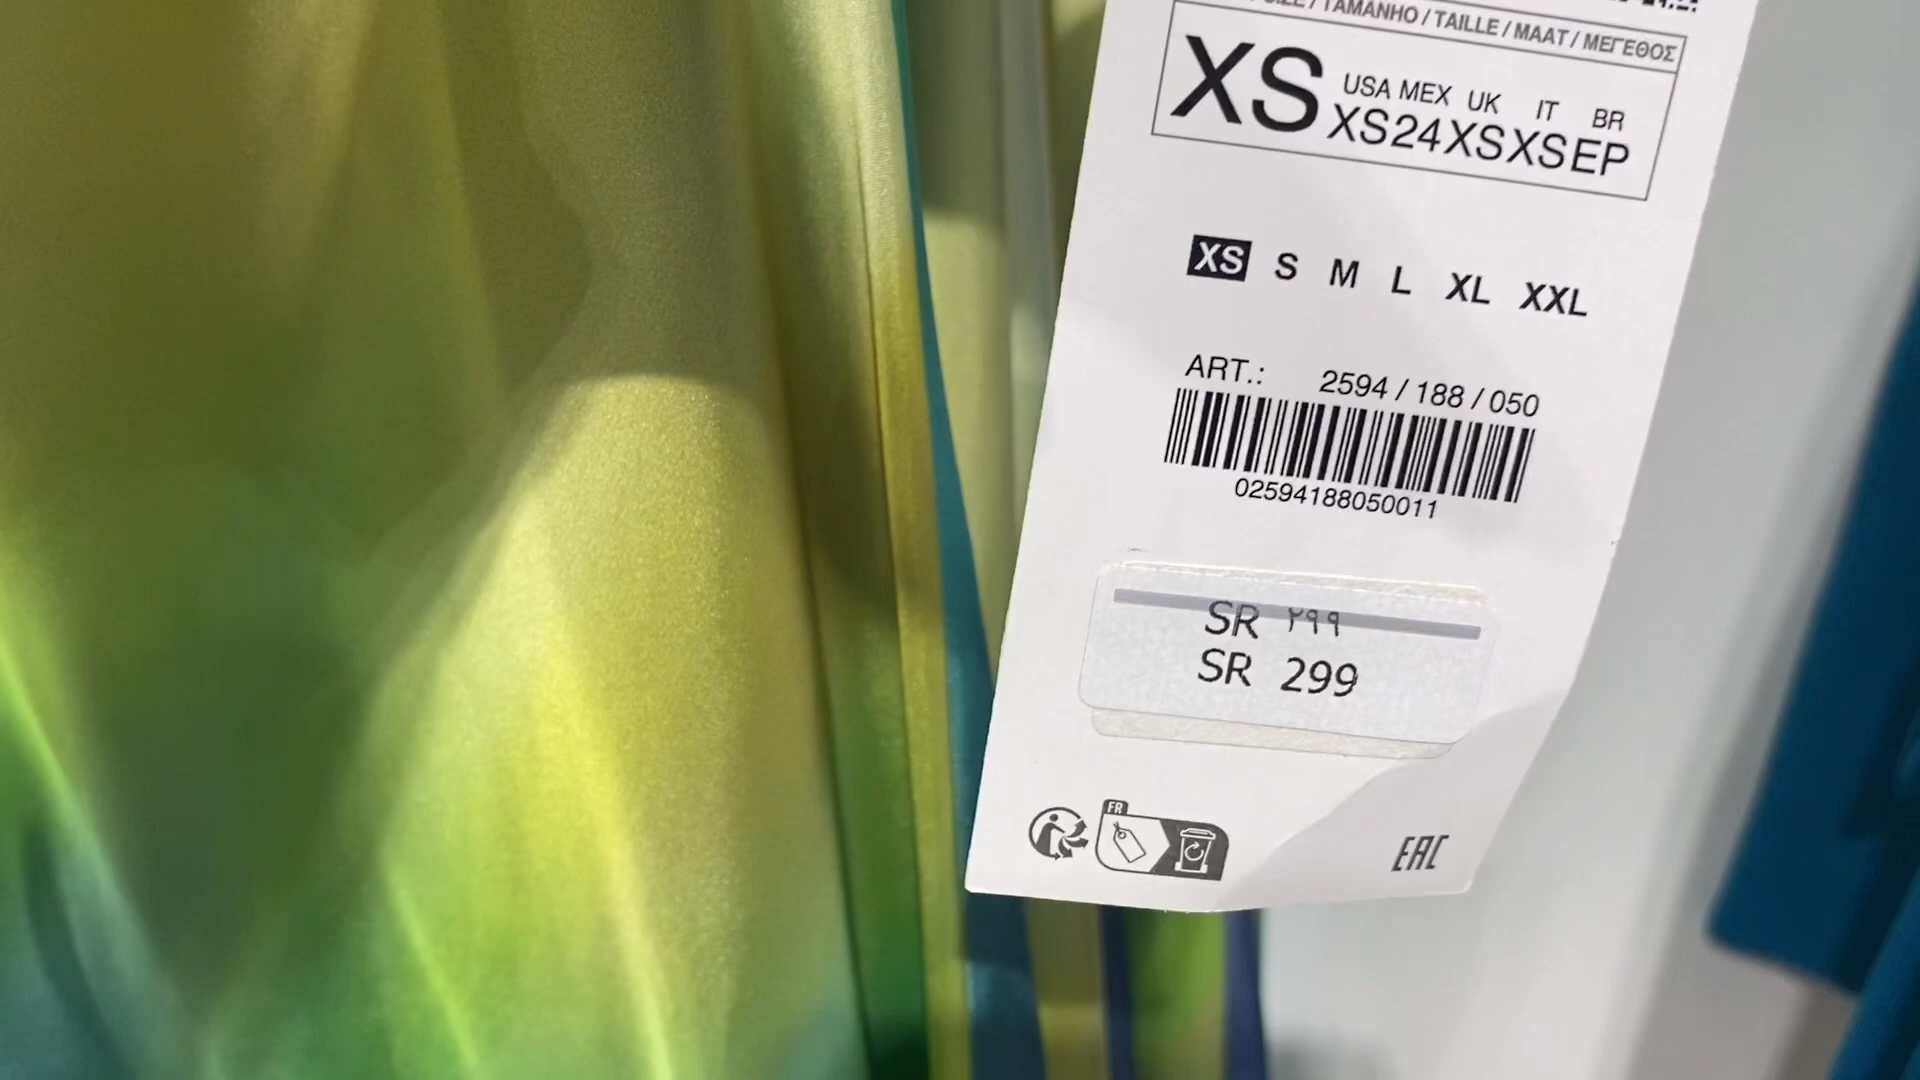 SIZE / TAMANHO / TAILLE / MAAT / ΜΕΓΕΘΟΣ
XS
USA MEX UK IT BR
XS 24 XS XS EP
XS S M L XL XXL
ART.: 2594 / 188 / 050
02594188050011
SR ٢٩٩
SR 299
FR
EAC